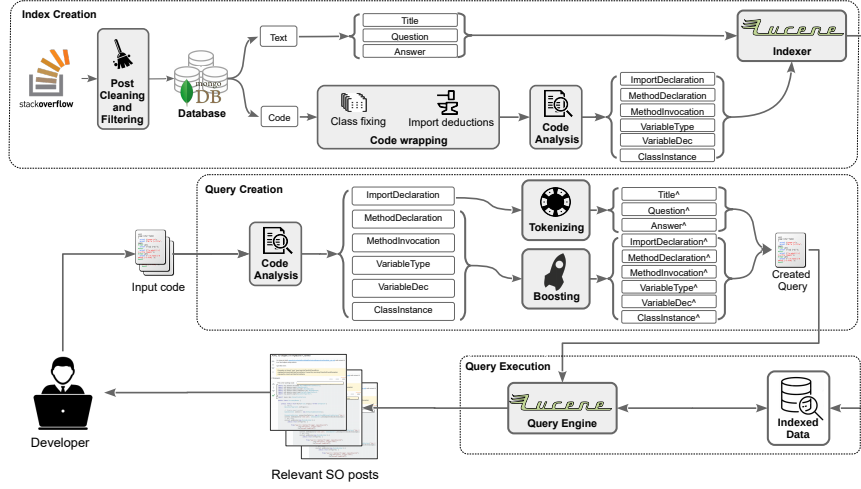 Index Creation
stackoverflow
Post
Cleaning
and
Filtering
mongo
DB
Database
Text
Code
Title
Question
Answer
Class fixing
Import deductions
Code wrapping
Code
Analysis
ImportDeclaration
MethodDeclaration
MethodInvocation
VariableType
VariableDec
ClassInstance
Lucene
Indexer
Query Creation
Input code
Code
Analysis
ImportDeclaration
MethodDeclaration
MethodInvocation
VariableType
VariableDec
ClassInstance
Tokenizing
Boosting
Title^
Question^
Answer^
ImportDeclaration^
MethodDeclaration^
MethodInvocation^
VariableType^
VariableDec^
ClassInstance^
Created
Query
Developer
Relevant SO posts
Query Execution
Lucene
Query Engine
Indexed
Data